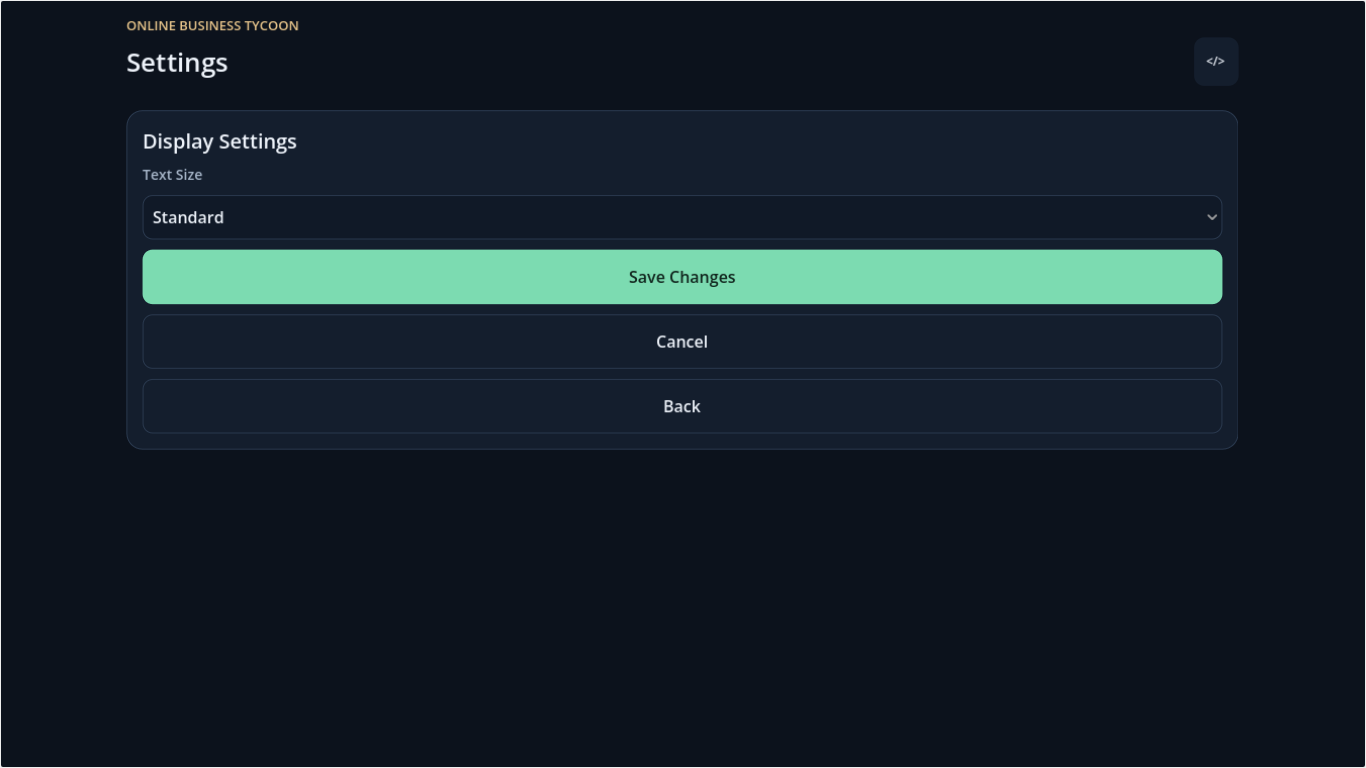 ONLINE BUSINESS TYCOON
Settings
</>
Display Settings
Text Size
Standard
Save Changes
Cancel
Back